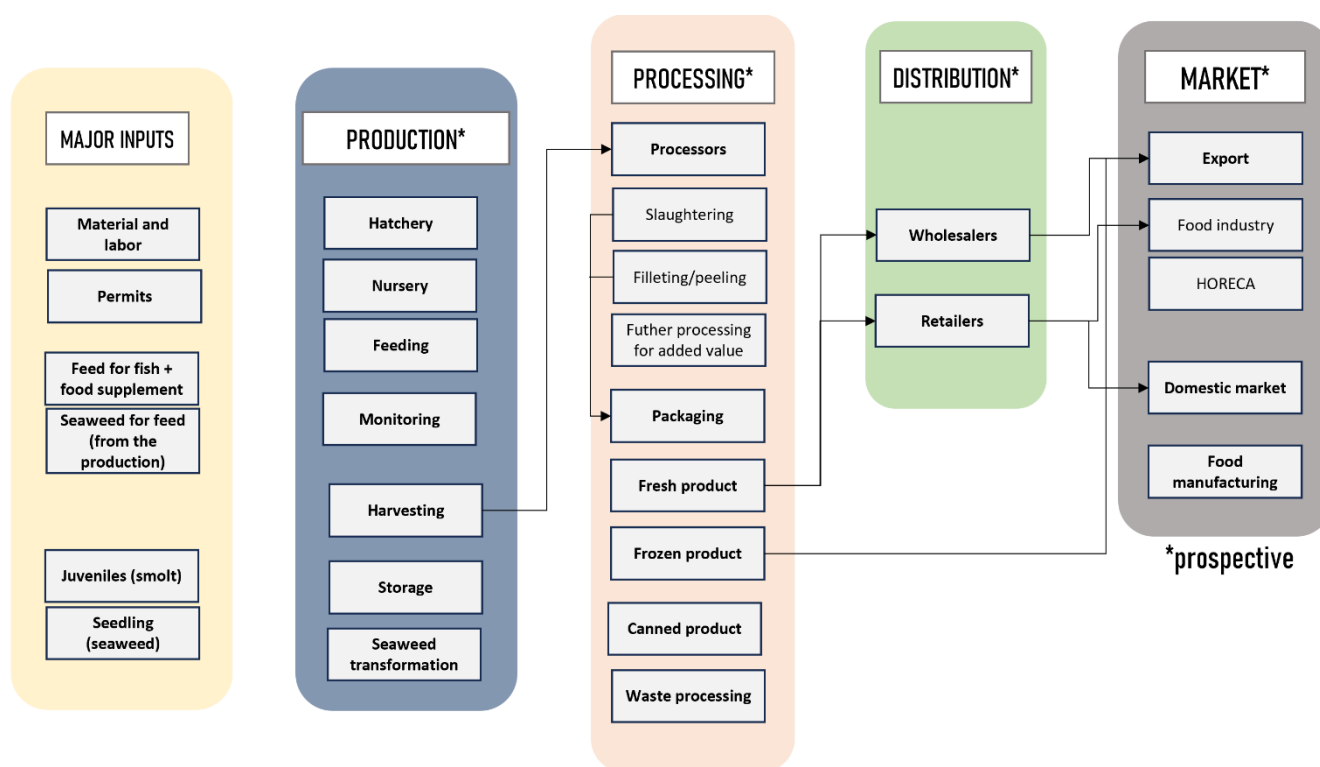 MAJOR INPUTS
Material and
labor
Permits
Feed for fish +
food supplement
Seaweed for feed
(from the
production)
Juveniles (smolt)
Seedling
(seaweed)
PRODUCTION*
Hatchery
Nursery
Feeding
Monitoring
Harvesting
Storage
Seaweed
transformation
PROCESSING*
Processors
Slaughtering
Filleting/peeling
Futher processing
for added value
Packaging
Fresh product
Frozen product
Canned product
Waste processing
DISTRIBUTION*
Wholesalers
Retailers
MARKET*
Export
Food industry
HORECA
Domestic market
Food
manufacturing
*prospective